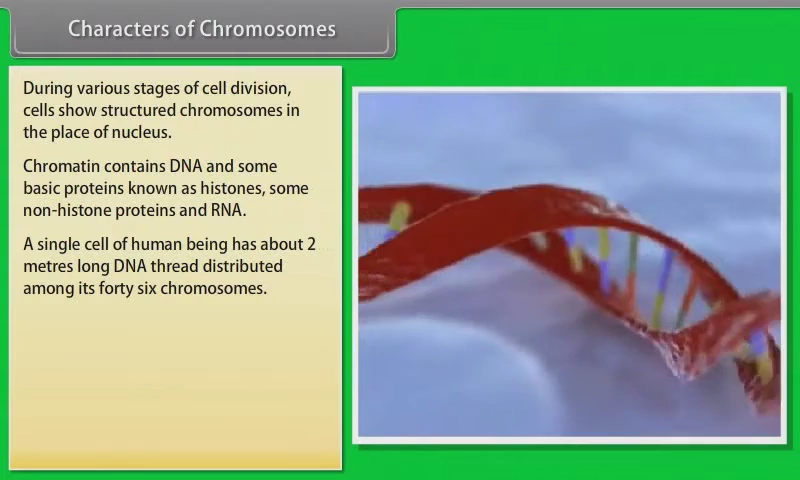 Characters of Chromosomes
During various stages of cell division,
cells show structured chromosomes in
the place of nucleus.
Chromatin contains DNA and some
basic proteins known as histones, some
non-histone proteins and RNA.
A single cell of human being has about 2
metres long DNA thread distributed
among its forty six chromosomes.